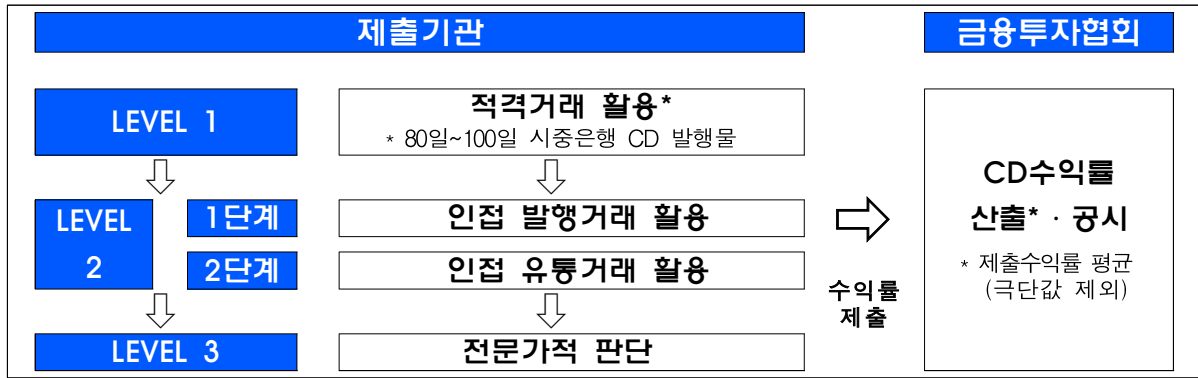 제출기관
금융투자협회
LEVEL 1
적격거래 활용*
* 80일~100일 시중은행 CD 발행물
LEVEL
2
1단계
인접 발행거래 활용
2단계
인접 유통거래 활용
LEVEL 3
전문가적 판단
수익률
제출
CD수익률
산출* · 공시
* 제출수익률 평균
(극단값 제외)